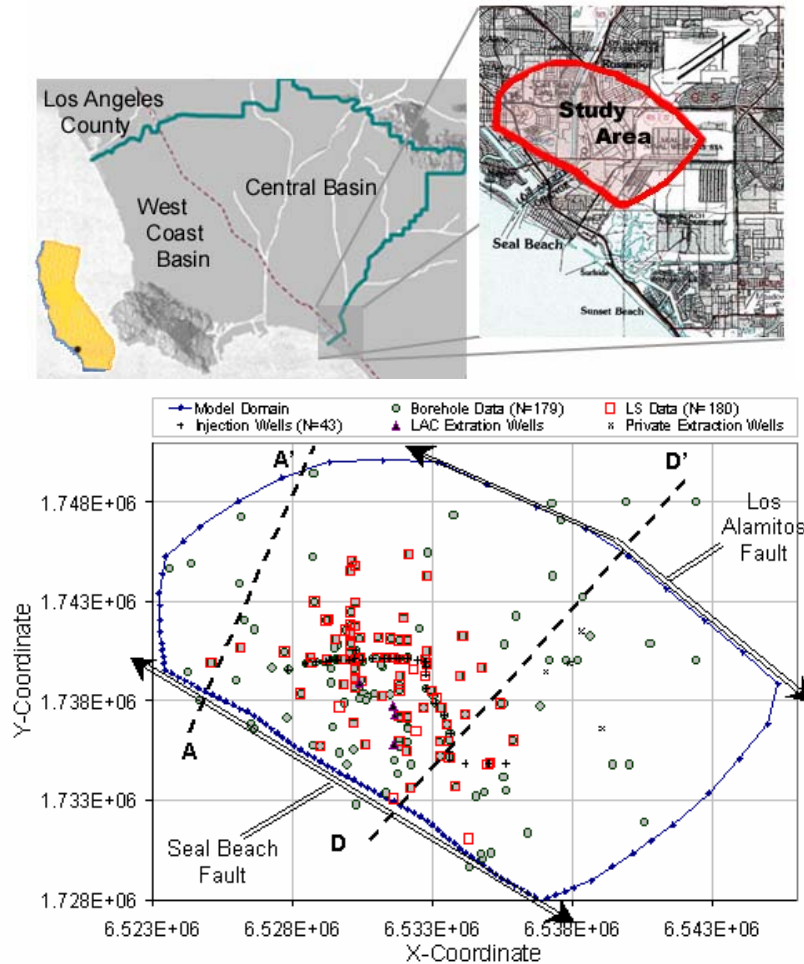 Los Angeles
County
Central Basin
West
Coast
Basin
Study
Area
Seal Beach
Surfside
Sunset Beach
Model Domain
Borehole Data (N=179)
LS Data (N=180)
Injection Wells (N=43)
LAC Extration Wells
Private Extraction Wells
A'
D'
1.748E+06
Los
Alamitos
Fault
1.743E+06
Y-Coordinate
1.738E+06
A
1.733E+06
D
Seal Beach
Fault
1.728E+06
6.523E+06 6.528E+06 6.533E+06 6.538E+06 6.543E+06
X-Coordinate